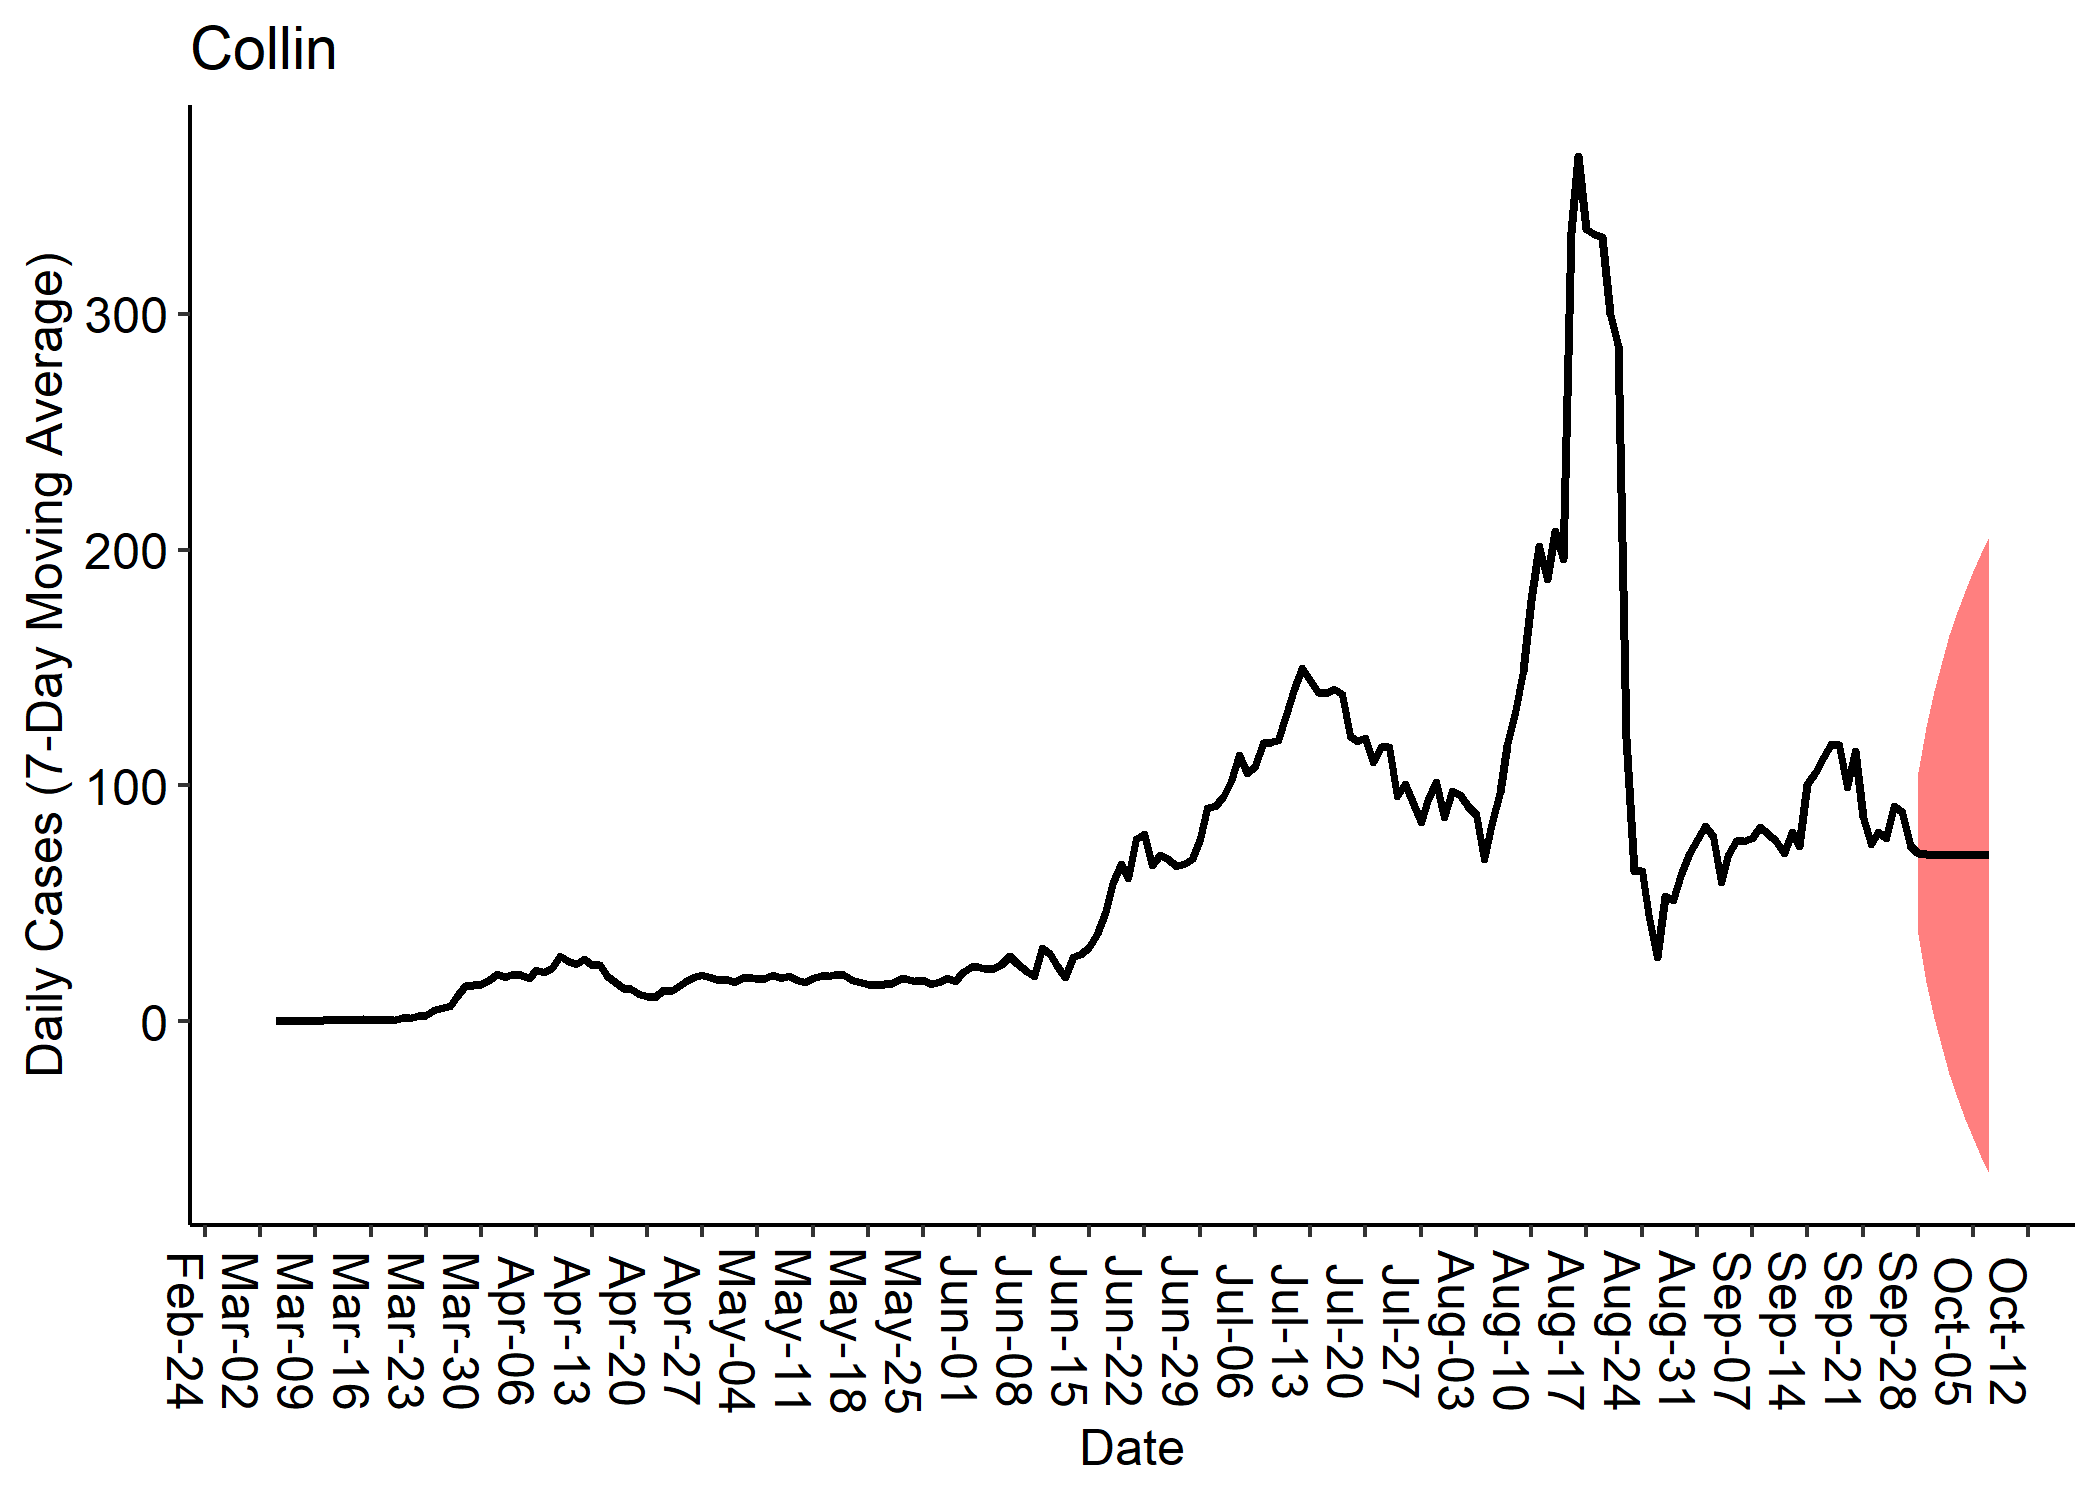 Collin
Daily Cases (7-Day Moving Average)
300
200
100
0
Feb-24
Mar-02
Mar-09
Mar-16
Mar-23
Mar-30
Apr-06
Apr-13
Apr-20
Apr-27
May-04
May-11
May-18
May-25
Jun-01
Jun-08
Jun-15
Jun-22
Jun-29
Jul-06
Jul-13
Jul-20
Jul-27
Aug-03
Aug-10
Aug-17
Aug-24
Aug-31
Sep-07
Sep-14
Sep-21
Sep-28
Oct-05
Oct-12
Date